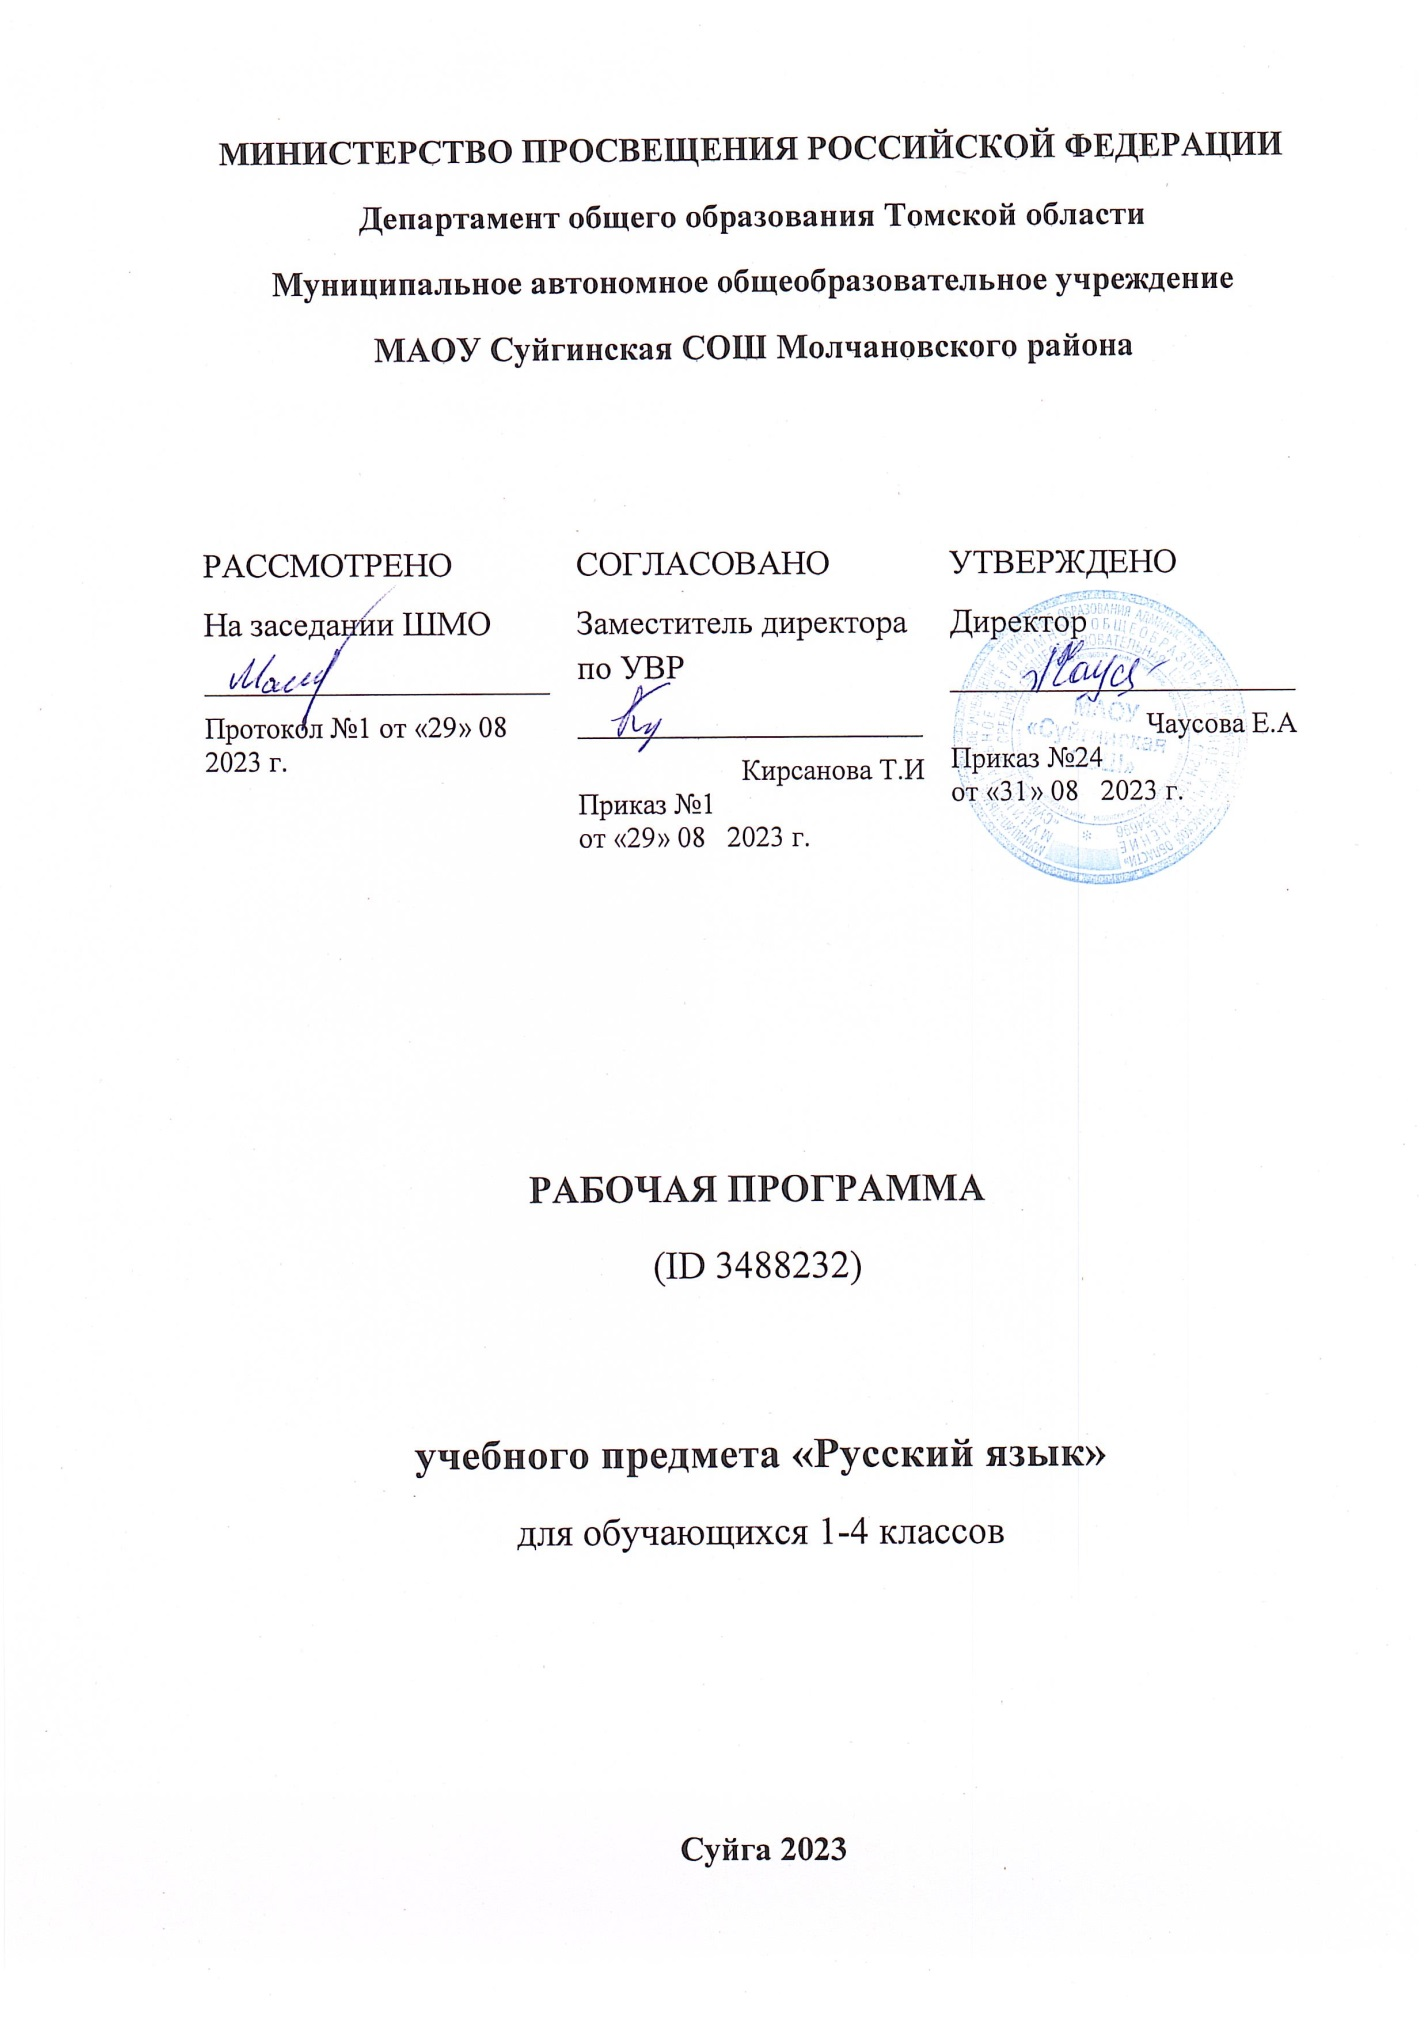 МИНИСТЕРСТВО ПРОСВЕЩЕНИЯ РОССИЙСКОЙ ФЕДЕРАЦИИ
Департамент общего образования Томской области
Муниципальное автономное общеобразовательное учреждение
МАОУ Суйгинская СОШ Молчановского района
РАССМОТРЕНО
На заседании ШМО
Протокол №1 от «29» 08
2023 г.
СОГЛАСОВАНО
Заместитель директора
по УВР
Кирсанова Т.И
Приказ №1
от «29» 08 2023 г.
УТВЕРЖДЕНО
Директор
Чаусова Е.А
Приказ №24
от «31» 08 2023 г.
МАОУ
«Суйгинская
РАБОЧАЯ ПРОГРАММА
(ID 3488232)
учебного предмета «Русский язык»
для обучающихся 1-4 классов
Суйга 2023